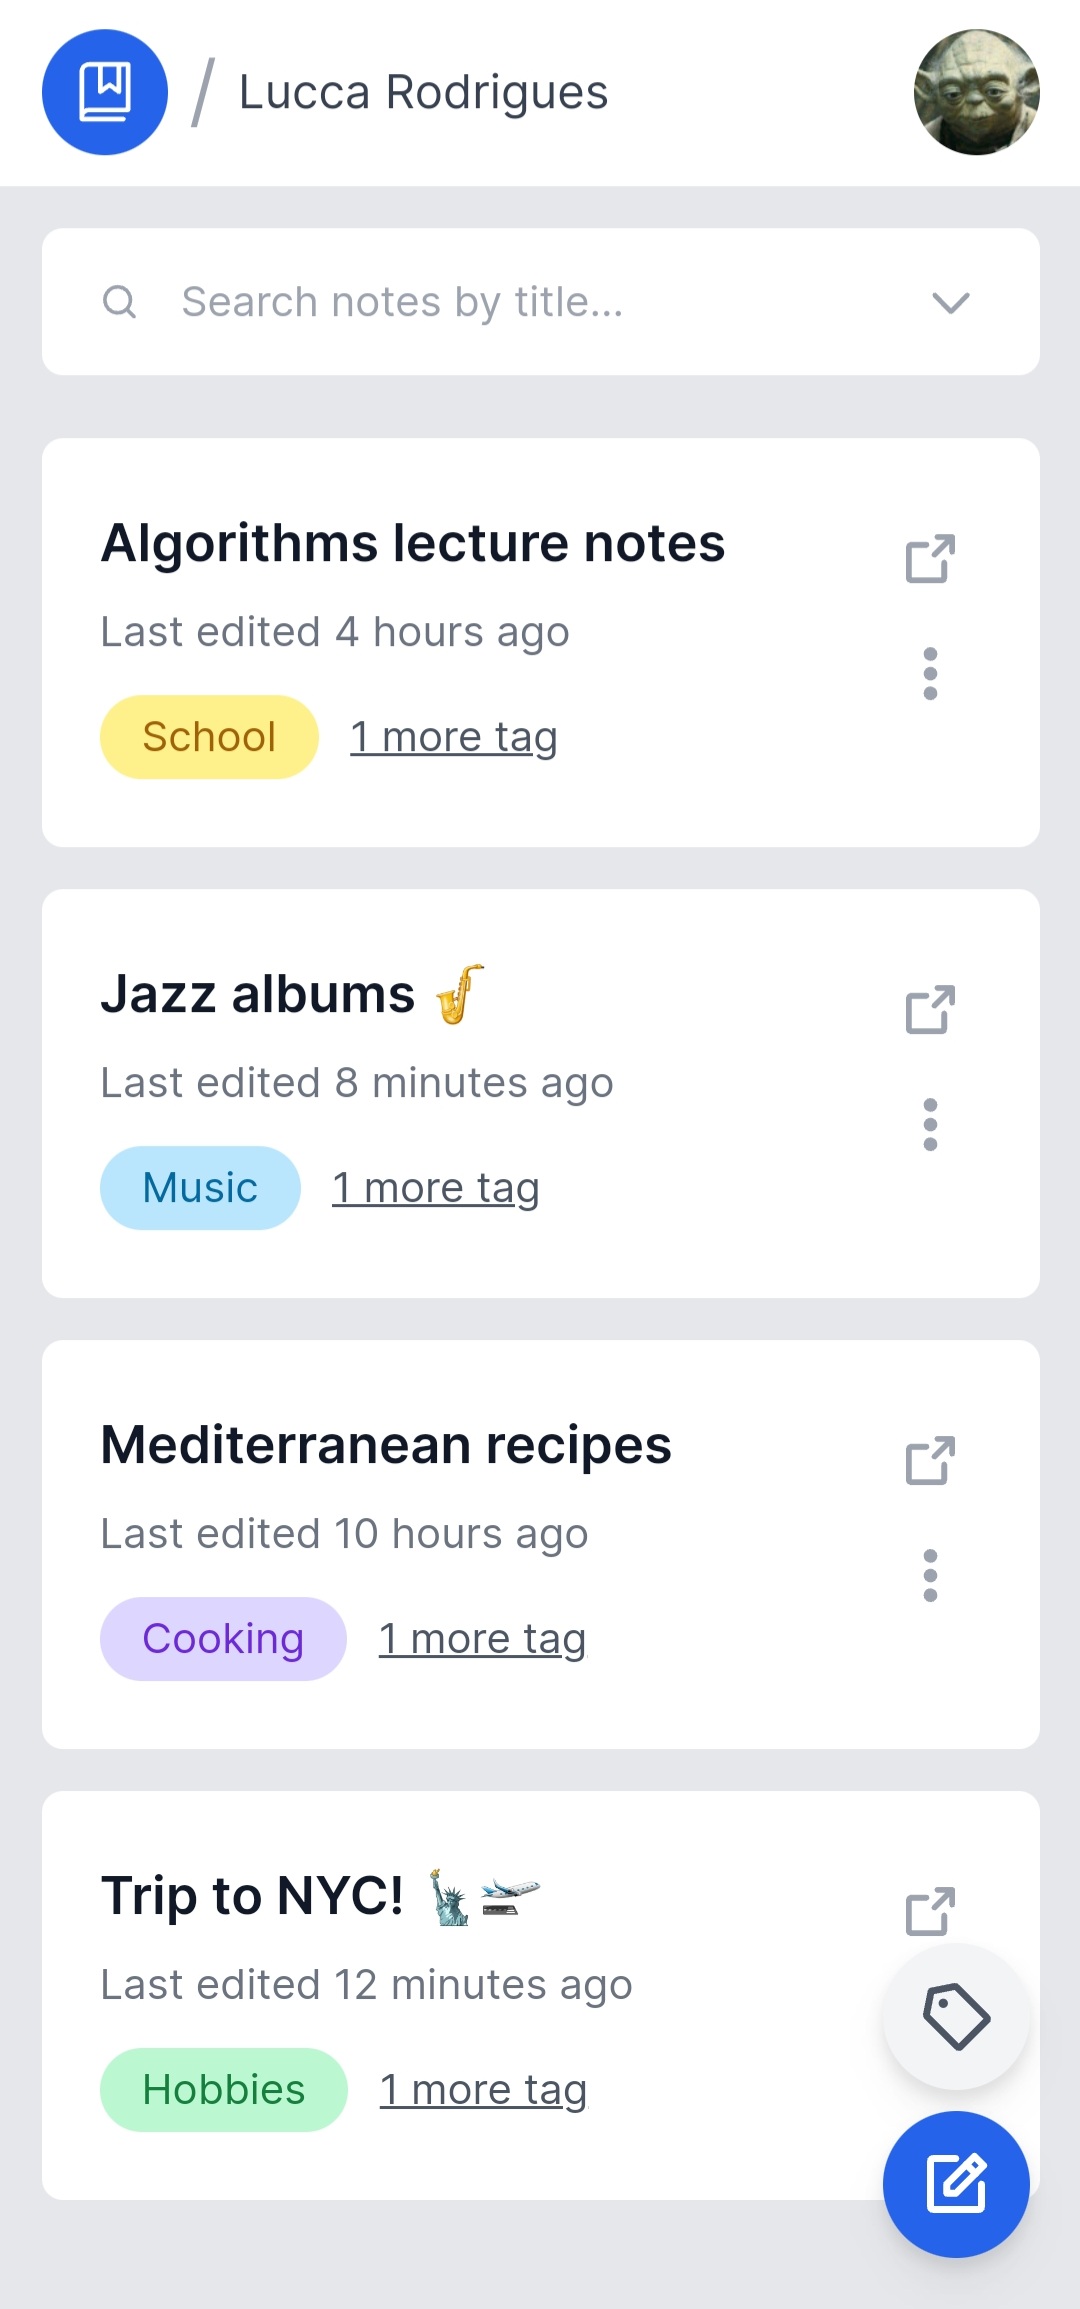 / Lucca Rodrigues
Search notes by title...
Algorithms lecture notes
Last edited 4 hours ago
School 1 more tag
Jazz albums 🎷
Last edited 8 minutes ago
Music 1 more tag
Mediterranean recipes
Last edited 10 hours ago
Cooking 1 more tag
Trip to NYC! 🗽🛫
Last edited 12 minutes ago
Hobbies 1 more tag